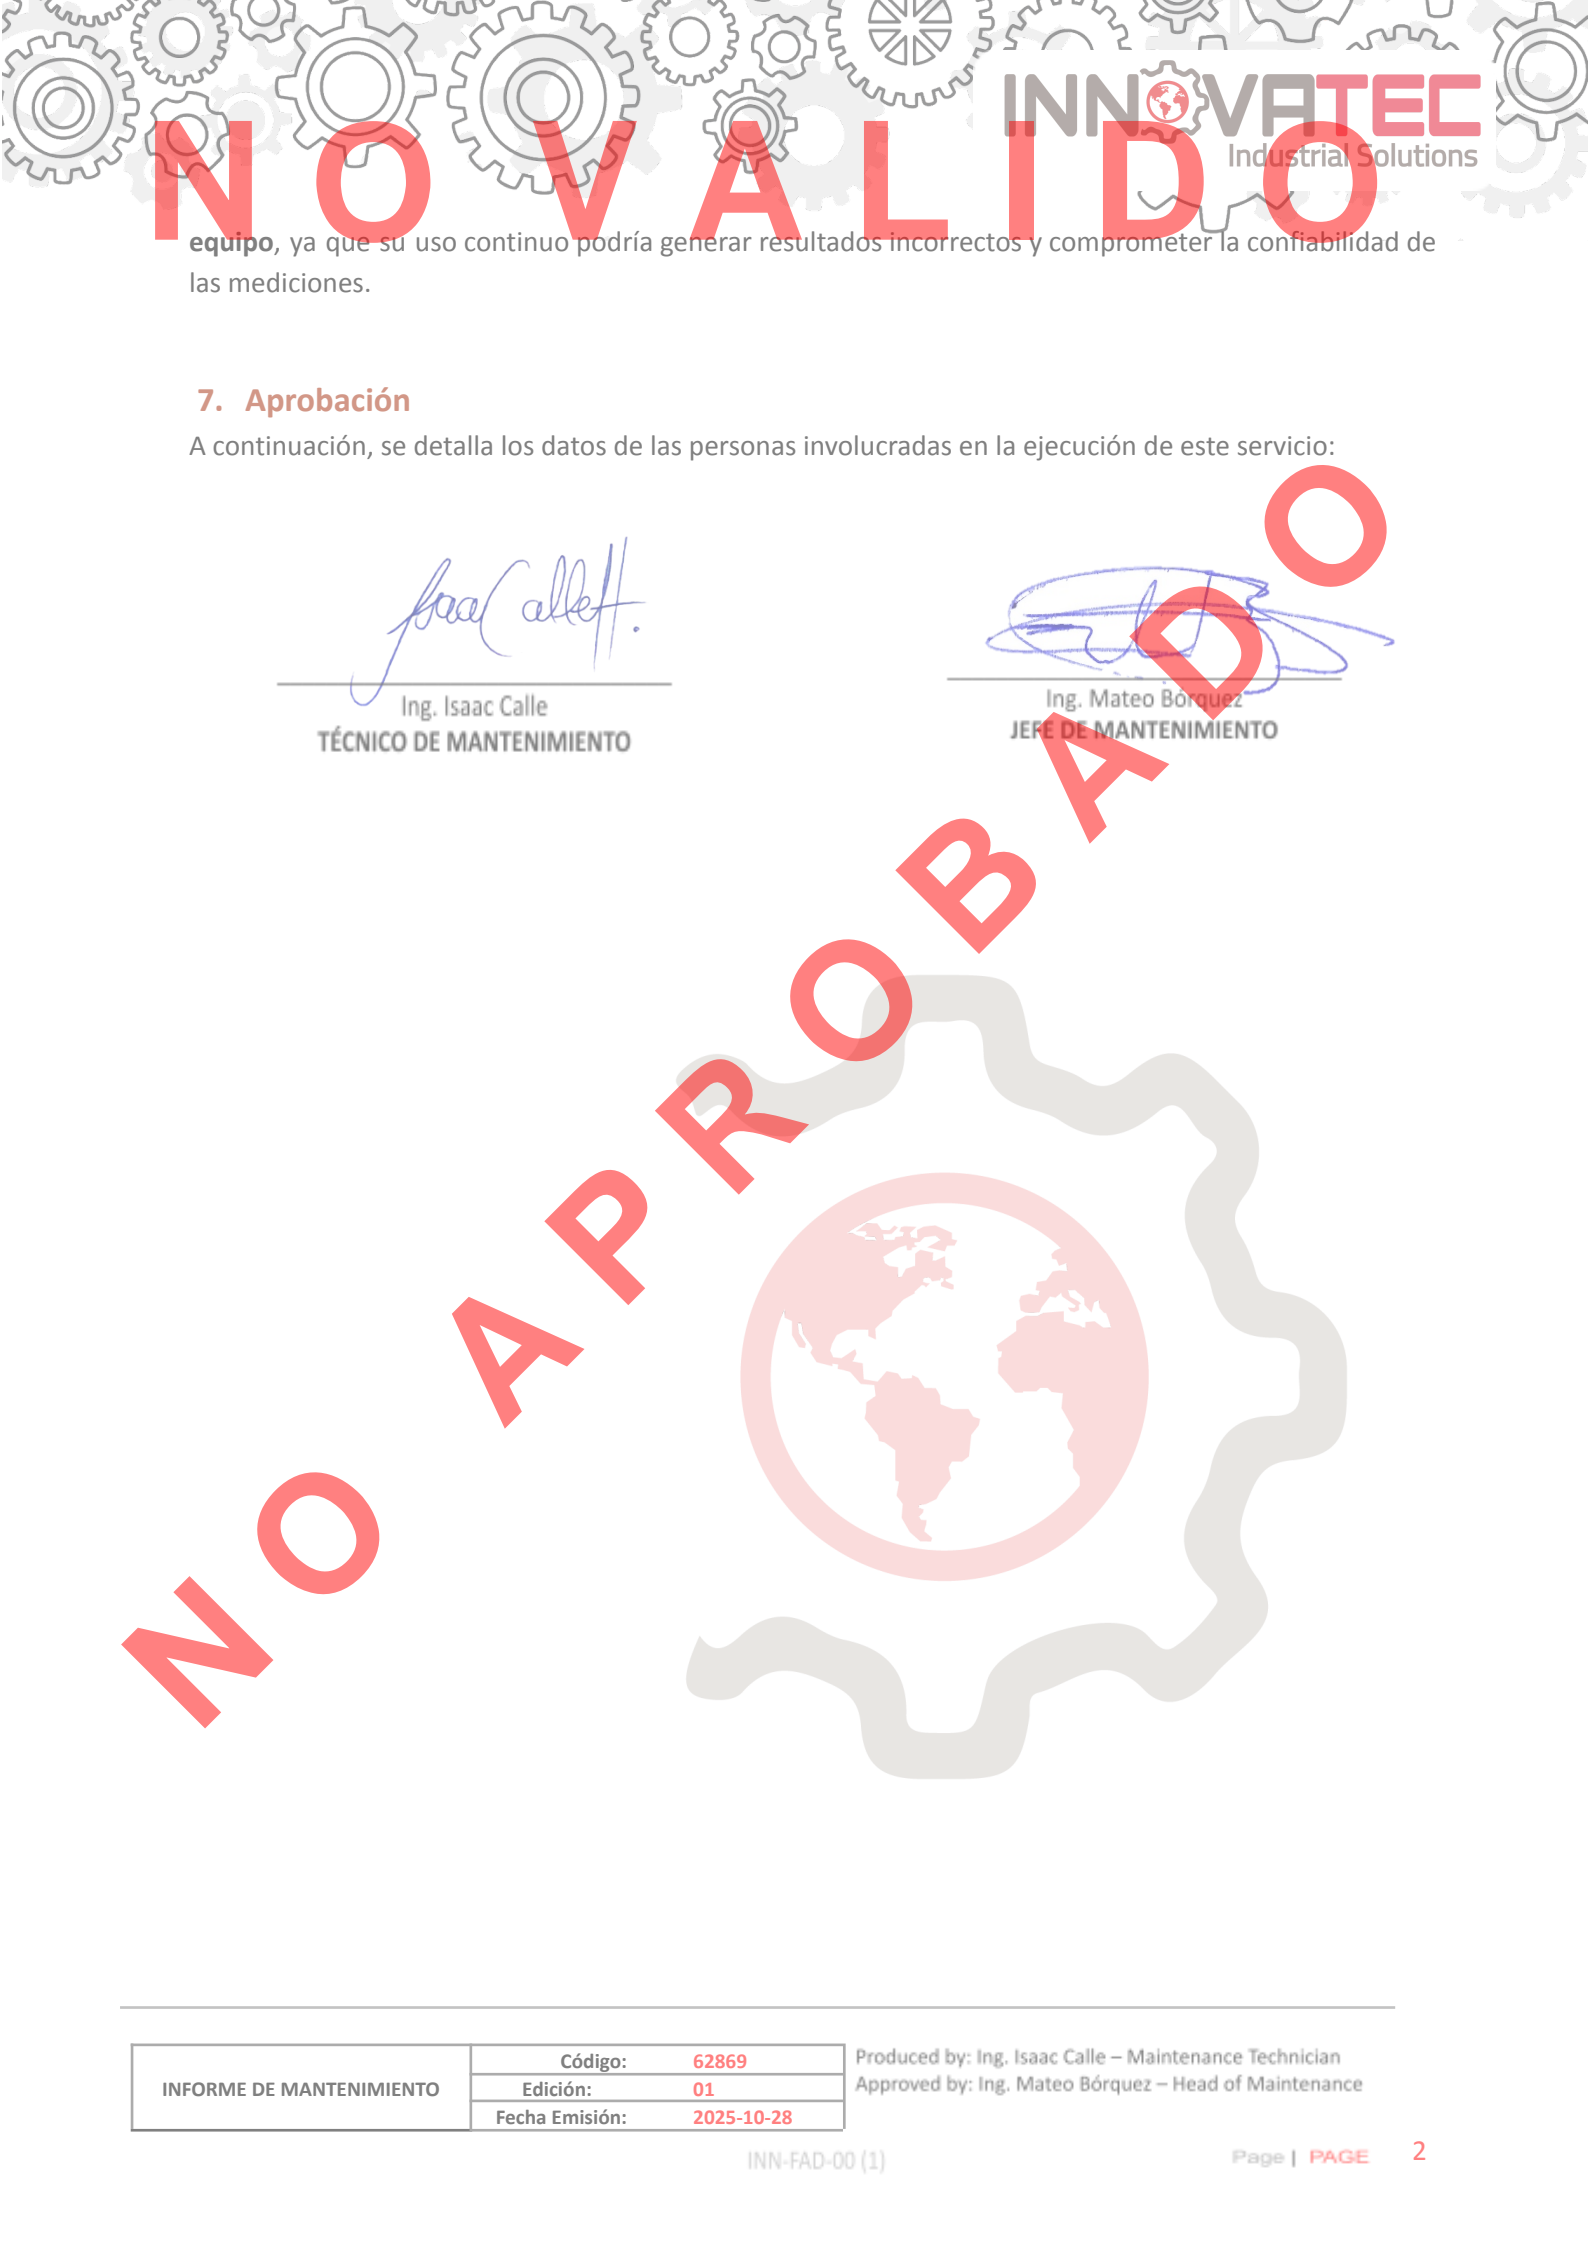 INNOVATEC
Industrial Solutions
NO VALIDO
equipo, ya que su uso continuo podría generar resultados incorrectos y comprometer la confiabilidad de
las mediciones.
7. Aprobación
A continuación, se detalla los datos de las personas involucradas en la ejecución de este servicio:
Ing. Isaac Calle
TÉCNICO DE MANTENIMIENTO
Ing. Mateo Bórquez
JEFE DE MANTENIMIENTO
NO APROBADO
INFORME DE MANTENIMIENTO
Código: 62869
Edición: 01
Fecha Emisión: 2025-10-28
Produced by: Ing. Isaac Calle – Maintenance Technician
Approved by: Ing. Mateo Bórquez – Head of Maintenance
INN-FAD-00 (1)
Page | PAGE 2